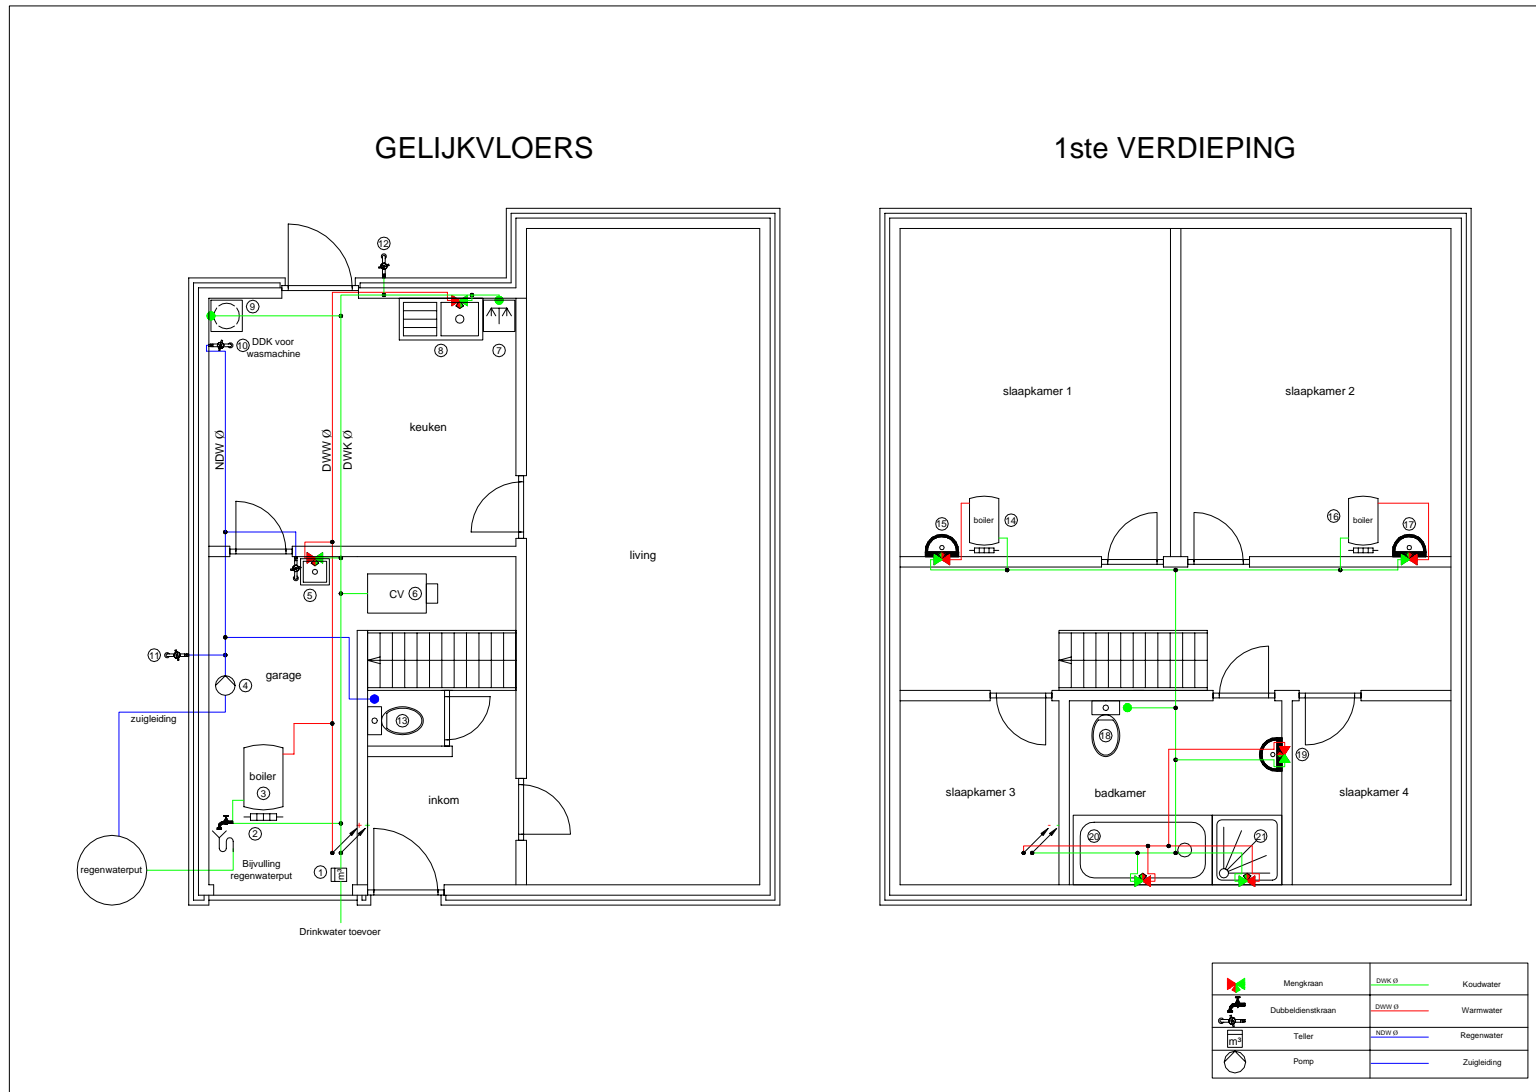 GELIJKVLOERS
1ste VERDIEPING
12
9
10
DDK voor
wasmachine
8
7
keuken
NDW Ø
DWW Ø
DWK Ø
living
5
CV
6
11
garage
4
zuigleiding
13
boiler
3
inkom
2
Bijvulling
regenwaterput
1
m³
regenwaterput
Drinkwater toevoer
slaapkamer 1
slaapkamer 2
15
boiler
14
16
boiler
17
18
19
slaapkamer 3
badkamer
slaapkamer 4
20
21
Mengkraan
DWK Ø
Koudwater
Dubbeldienstkraan
DWW Ø
Warmwater
m³
Teller
NDW Ø
Regenwater
Pomp
Zuigleiding